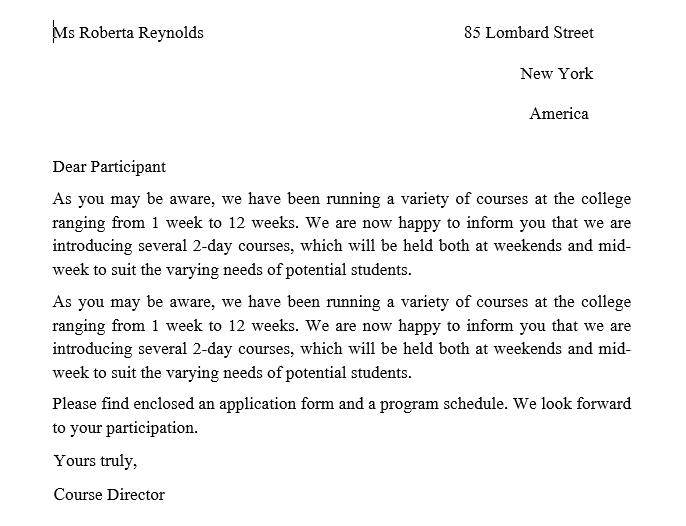 Ms Roberta Reynolds 85 Lombard Street
New York
America
Dear Participant
As you may be aware, we have been running a variety of courses at the college
ranging from 1 week to 12 weeks. We are now happy to inform you that we are
introducing several 2-day courses, which will be held both at weekends and mid-
week to suit the varying needs of potential students.
As you may be aware, we have been running a variety of courses at the college
ranging from 1 week to 12 weeks. We are now happy to inform you that we are
introducing several 2-day courses, which will be held both at weekends and mid-
week to suit the varying needs of potential students.
Please find enclosed an application form and a program schedule. We look forward
to your participation.
Yours truly,
Course Director